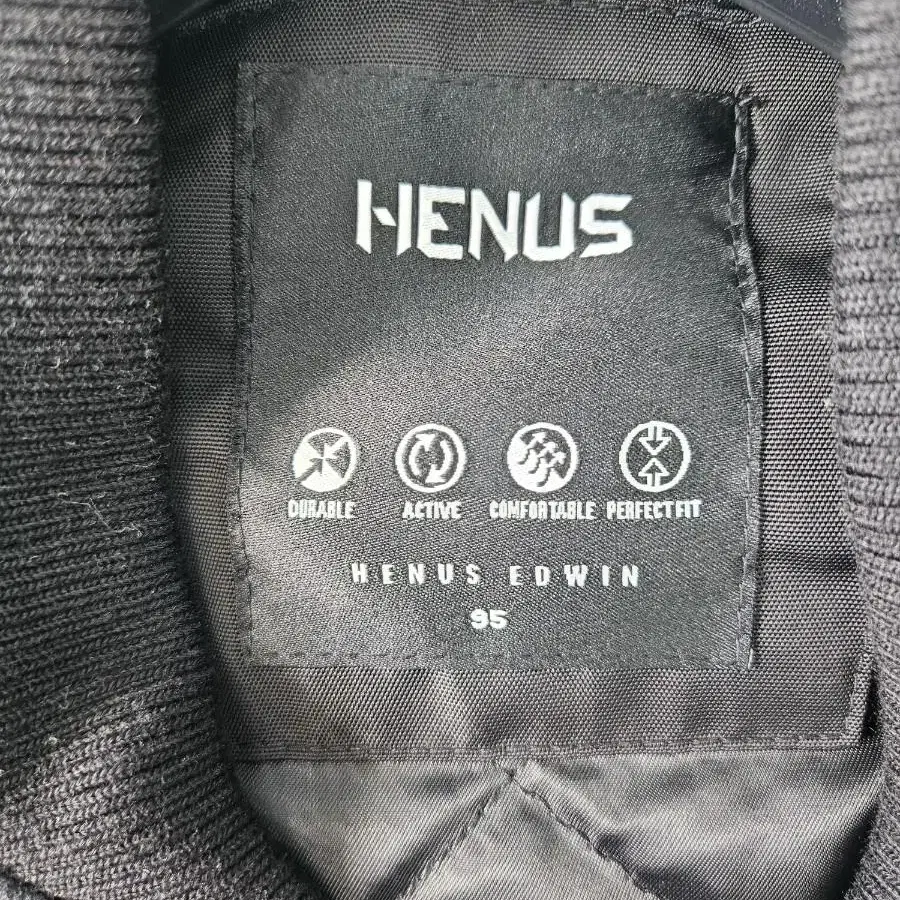 HENUS
DURABLE ACTIVE COMFORTABLE PERFECT FIT
HENUS EDWIN
95